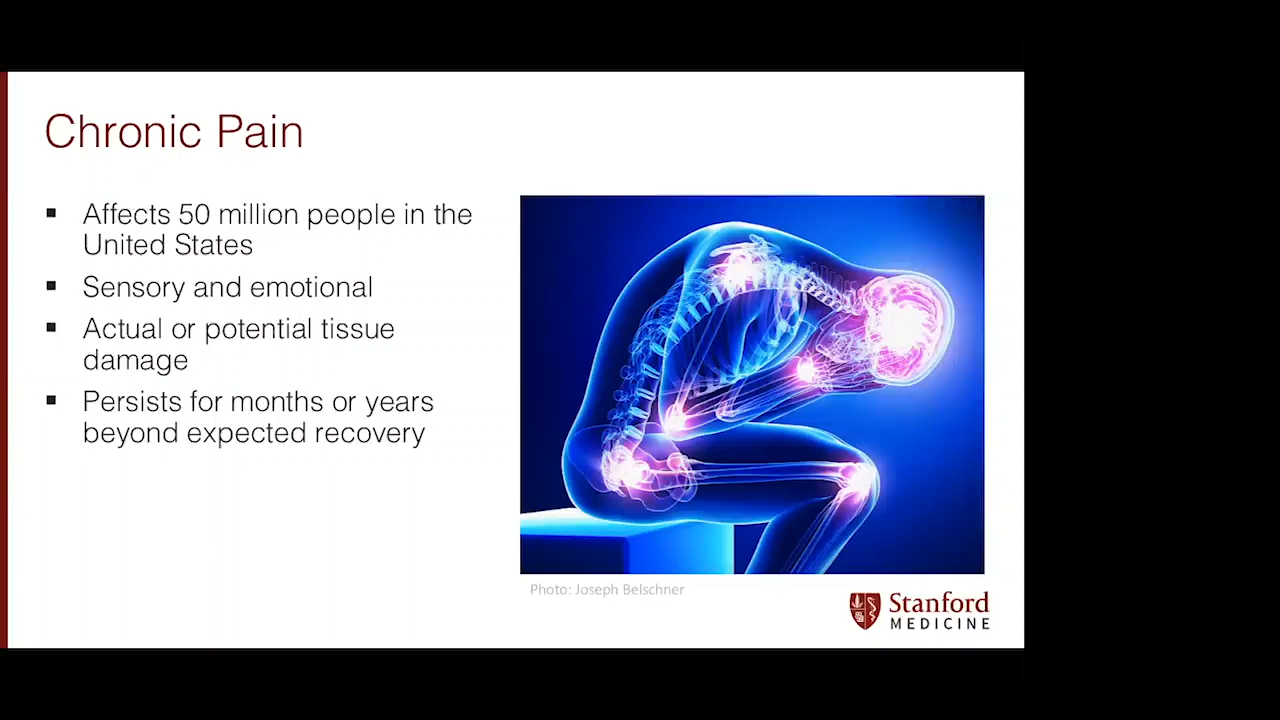 Chronic Pain
▪ Affects 50 million people in the
United States
▪ Sensory and emotional
▪ Actual or potential tissue
damage
▪ Persists for months or years
beyond expected recovery
Photo: Joseph Belschner
Stanford
MEDICINE